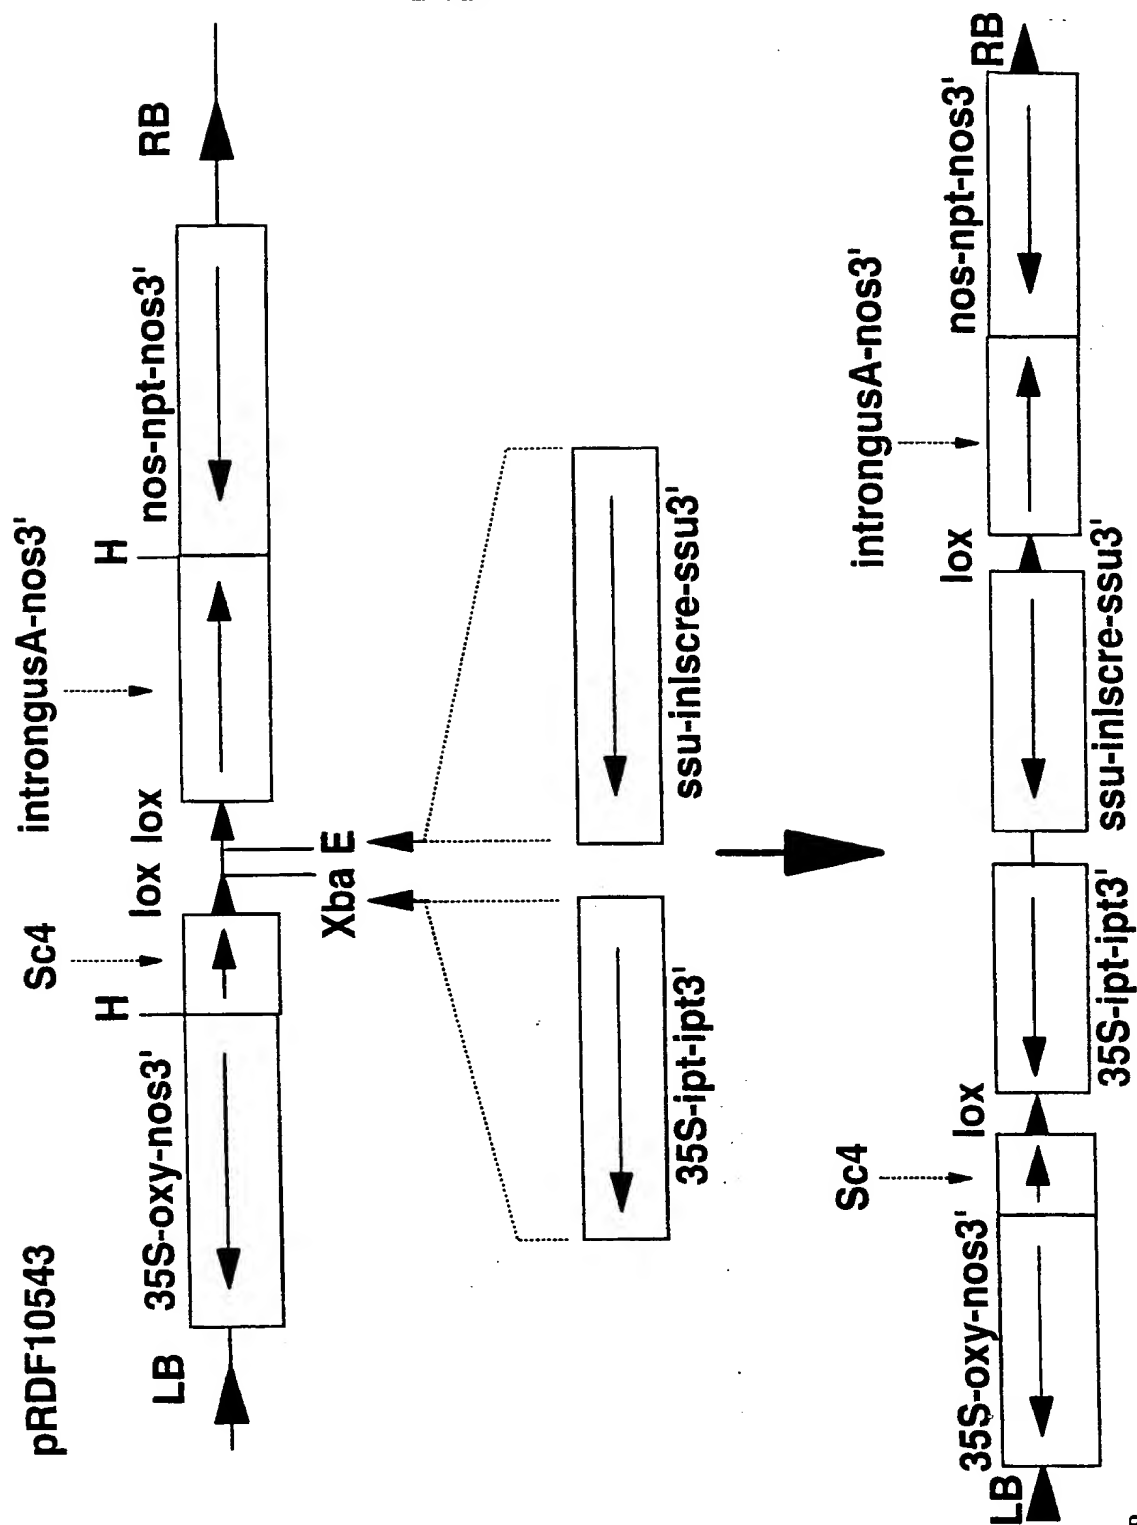 pRDF10543
LB
35S-oxy-nos3'
H
Sc4
lox
lox
introngusA-nos3'
H
nos-npt-nos3'
RB
Xba
E
35S-ipt-ipt3'
ssu-inlscre-ssu3'
LB
35S-oxy-nos3'
Sc4
lox
35S-ipt-ipt3'
ssu-inlscre-ssu3'
lox
introngusA-nos3'
nos-npt-nos3'
RB